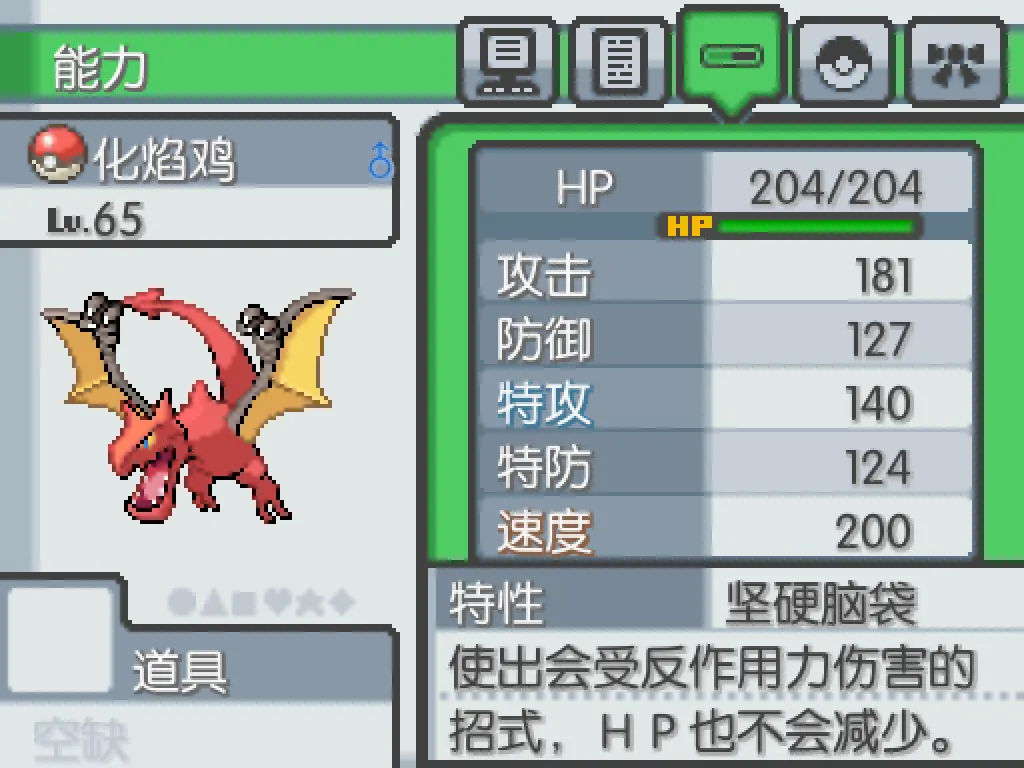 能力
化焰鸡 ♂
Lv.65
HP 204/204
HP
攻击 181
防御 127
特攻 140
特防 124
速度 200
特性 坚硬脑袋
使出会受反作用力伤害的
招式，ＨＰ也不会减少。
道具
空缺